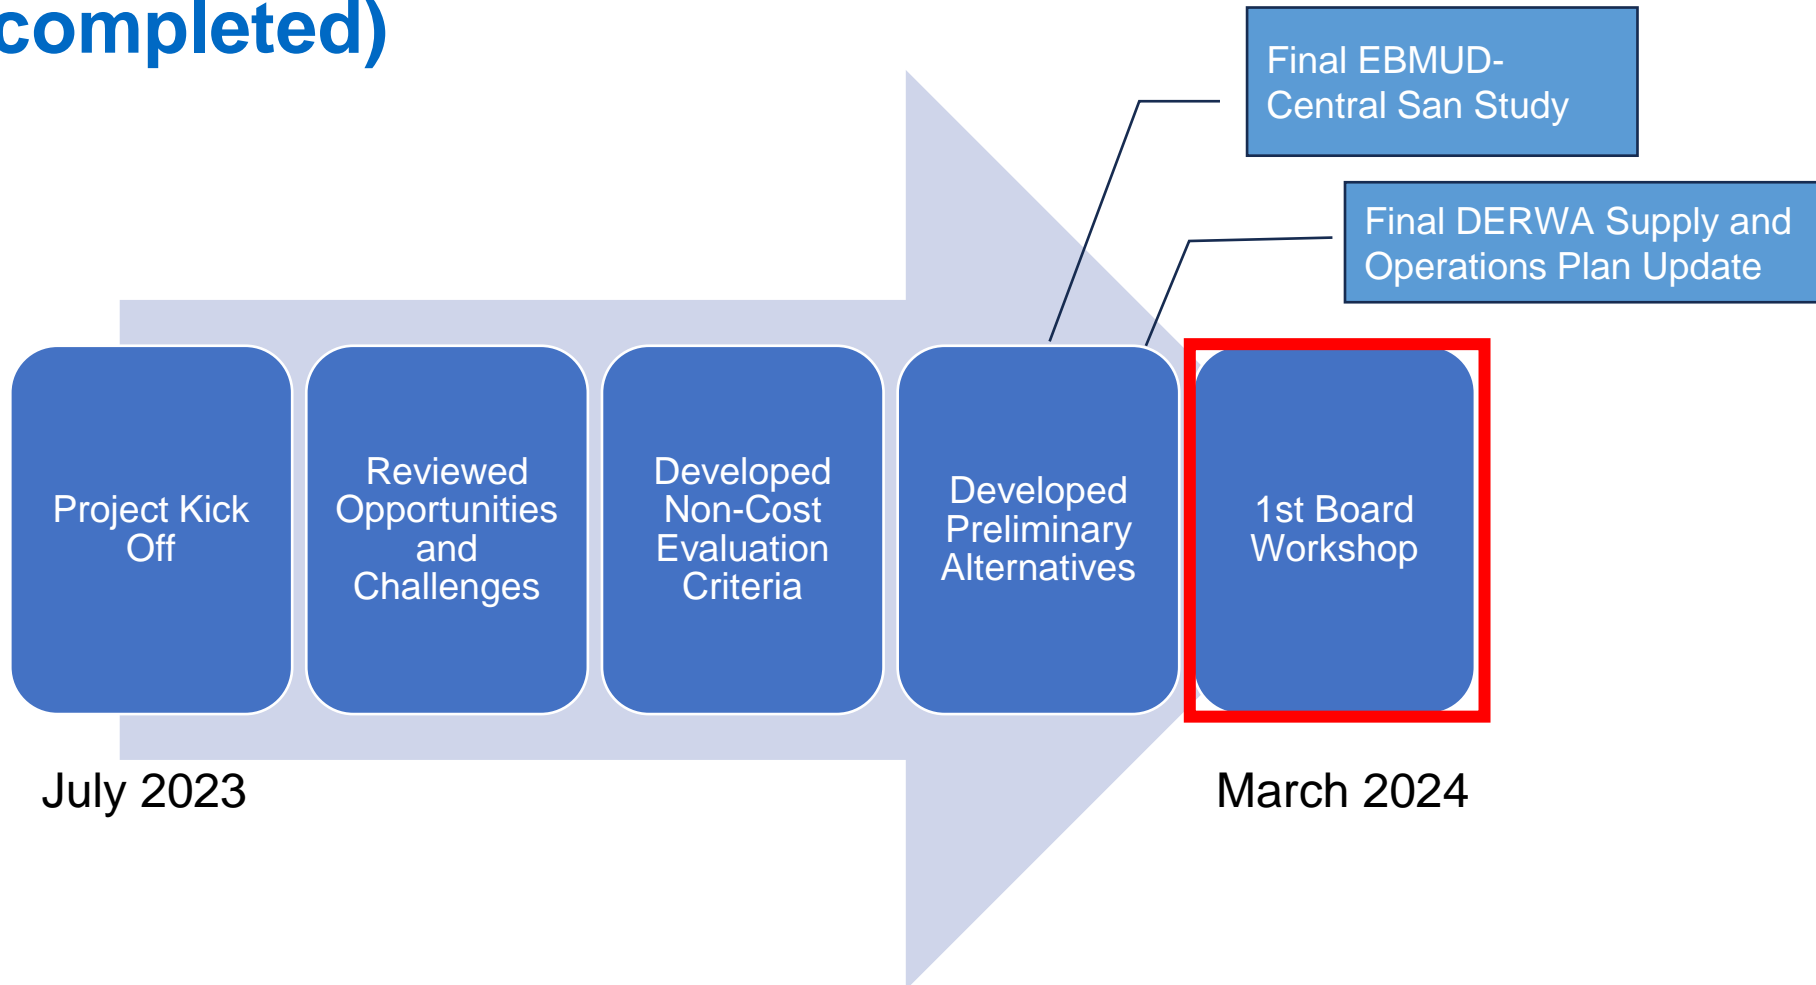 completed)
Final EBMUD-
Central San Study
Final DERWA Supply and
Operations Plan Update
Project Kick
Off
Reviewed
Opportunities
and
Challenges
Developed
Non-Cost
Evaluation
Criteria
Developed
Preliminary
Alternatives
1st Board
Workshop
July 2023
March 2024